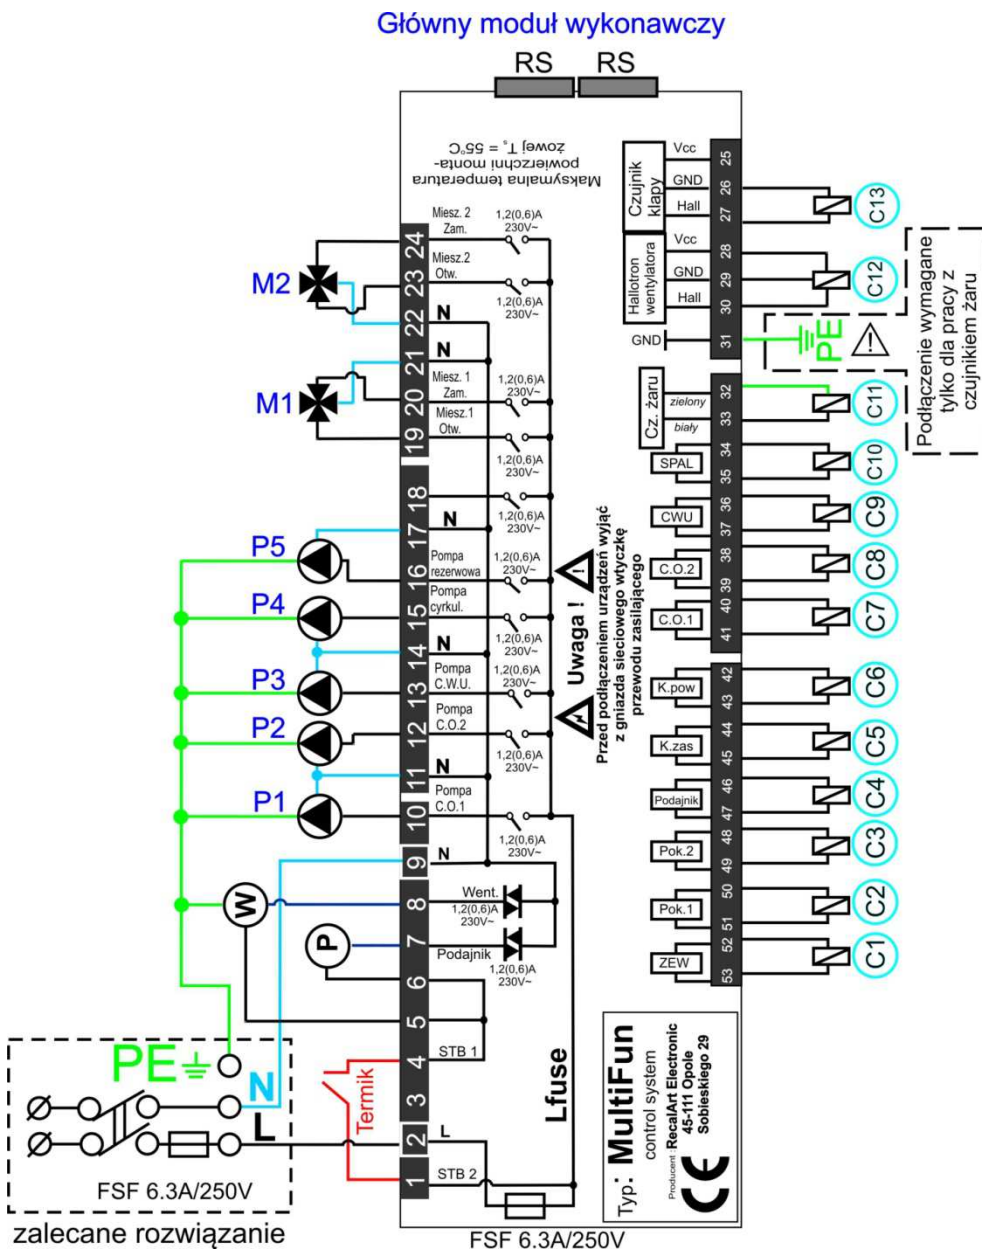 Główny moduł wykonawczy
RS
RS
Maksymalna temperatura
powierzchni monta-
żowej Ts = 55°C
M2
M1
P5
P4
P3
P2
P1
W
P
24
23
22
21
20
19
18
17
16
15
14
13
12
11
10
9
8
7
6
5
4
3
2
1
Miesz. 2
Zam.
1,2(0,6)A
230V~
Miesz.2
Otw.
1,2(0,6)A
230V~
N
N
Miesz. 1
Zam.
1,2(0,6)A
230V~
Miesz.1
Otw.
1,2(0,6)A
230V~
N
Pompa
rezerwowa
1,2(0,6)A
230V~
Pompa
cyrkul.
1,2(0,6)A
230V~
N
Pompa
C.W.U.
1,2(0,6)A
230V~
Pompa
C.O.2
1,2(0,6)A
230V~
N
Pompa
C.O.1
1,2(0,6)A
230V~
N
Went.
1,2(0,6)A
230V~
Podajnik
1,2(0,6)A
230V~
STB 1
L
STB 2
Termik
Lfuse
FSF 6.3A/250V
PE
N
L
FSF 6.3A/250V
zalecane rozwiązanie
Uwaga !
Przed podłączeniem urządzeń wyjąć
z gniazda sieciowego wtyczkę
przewodu zasilającego
Czujnik
klapy
Vcc
GND
Hall
Hallotron
wentylatora
Vcc
GND
Hall
GND
Cz. żaru
zielony
biały
SPAL
CWU
C.O.2
C.O.1
K.pow
K.zas
Podajnik
Pok.2
Pok.1
ZEW
25
26
27
28
29
30
31
32
33
34
35
36
37
38
39
40
41
42
43
44
45
46
47
48
49
50
51
52
53
C13
C12
PE
C11
C10
C9
C8
C7
C6
C5
C4
C3
C2
C1
Podłączenie wymagane
tylko dla pracy z
czujnikiem żaru
Typ: MultiFun
control system
Producent: RecalArt Electronic
45-111 Opole
Sobieskiego 29
CE